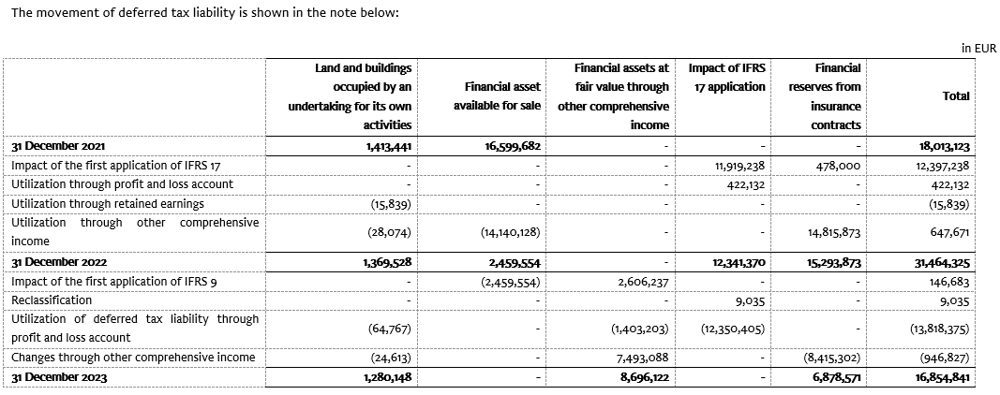 The movement of deferred tax liability is shown in the note below:
in EUR
Land and buildings occupied by an undertaking for its own activities | Financial asset available for sale | Financial assets at fair value through other comprehensive income | Impact of IFRS 17 application | Financial reserves from insurance contracts | Total
31 December 2021 1,413,441 16,599,682 - - - 18,013,123
Impact of the first application of IFRS 17 - - - 11,919,238 478,000 12,397,238
Utilization through profit and loss account - - - 422,132 - 422,132
Utilization through retained earnings (15,839) - - - - (15,839)
Utilization through other comprehensive income (28,074) (14,140,128) - - 14,815,873 647,671
31 December 2022 1,369,528 2,459,554 - 12,341,370 15,293,873 31,464,325
Impact of the first application of IFRS 9 - (2,459,554) 2,606,237 - - 146,683
Reclassification - - - 9,035 - 9,035
Utilization of deferred tax liability through profit and loss account (64,767) - (1,403,203) (12,350,405) - (13,818,375)
Changes through other comprehensive income (24,613) - 7,493,088 - (8,415,302) (946,827)
31 December 2023 1,280,148 - 8,696,122 - 6,878,571 16,854,841